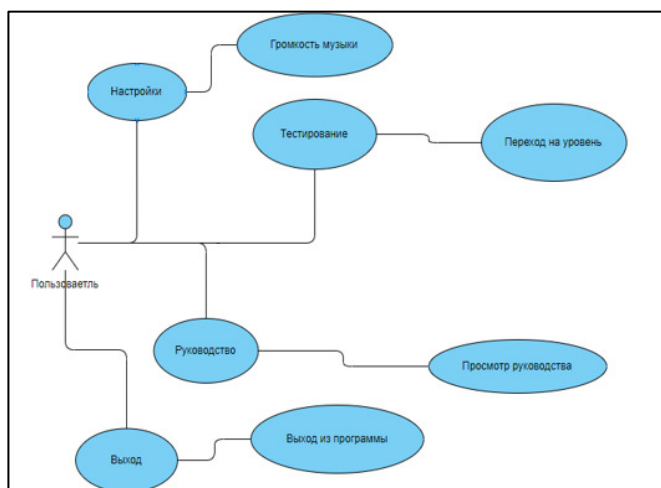 Громкость музыки
Настройки
Тестирование
Переход на уровень
Пользоваетль
Руководство
Просмотр руководства
Выход из программы
Выход